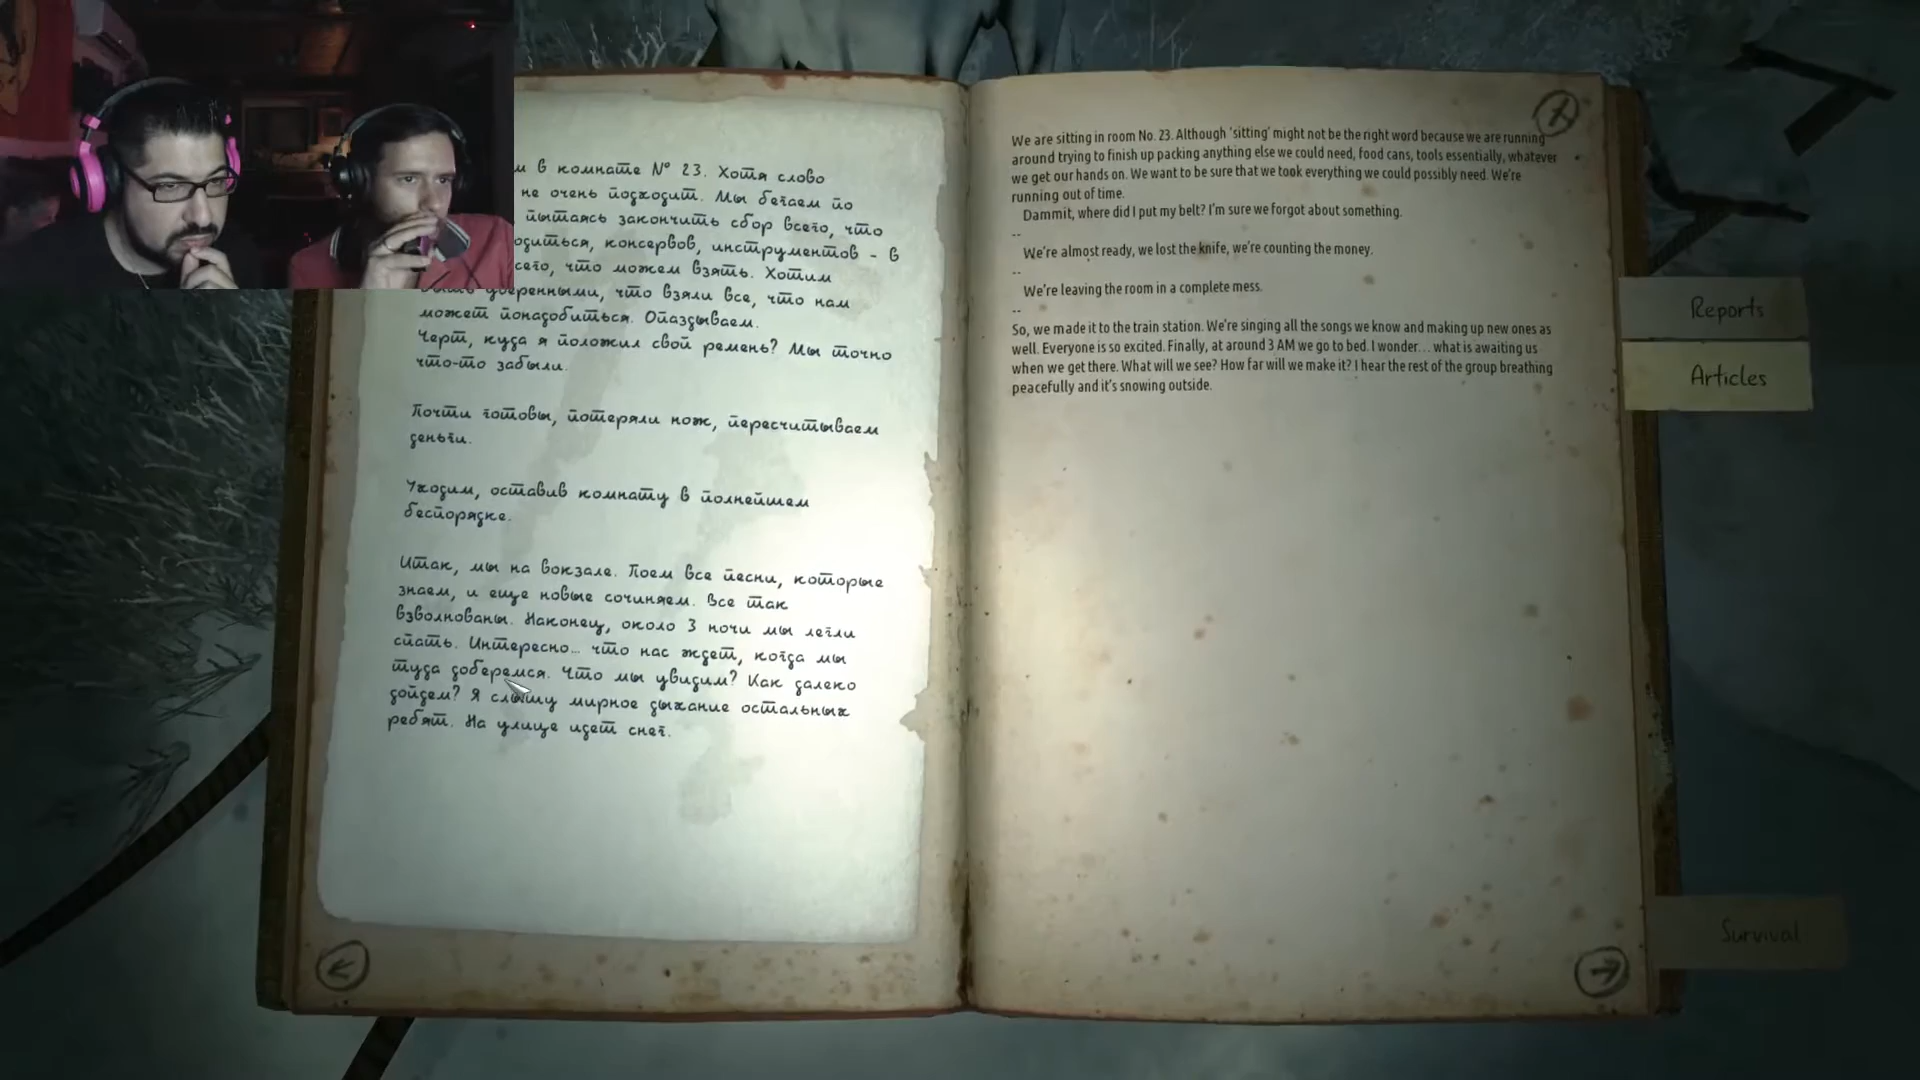 в комнате № 23. Хотя слово
не очень подходит. Мы бегаем по
пытаясь закончить сбор всего, что
консервов, инструментов - в
что можем взять. Хотим
быть уверенными, что взяли все, что нам
может понадобиться. Опаздываем.
Черт, куда я положил свой ремень? Мы точно
что-то забыли.
Почти готовы, потеряли нож, пересчитываем
деньги.
Уходим, оставив комнату в полнейшем
беспорядке.
Итак, мы на вокзале. Поем все песни, которые
знаем, и еще новые сочиняем. Все так
взволнованы. Наконец, около 3 ночи мы легли
спать. Интересно... что нас ждет, когда мы
туда доберемся. Что мы увидим? Как далеко
дойдем? Я слышу мирное дыхание остальных
ребят. На улице идет снег.
We are sitting in room No. 23. Although 'sitting' might not be the right word because we are running
around trying to finish up packing anything else we could need, food cans, tools essentially, whatever
we get our hands on. We want to be sure that we took everything we could possibly need. We're
running out of time.
Dammit, where did I put my belt? I'm sure we forgot about something.
--
We're almost ready, we lost the knife, we're counting the money.
--
We're leaving the room in a complete mess.
--
So, we made it to the train station. We're singing all the songs we know and making up new ones as
well. Everyone is so excited. Finally, at around 3 AM we go to bed. I wonder... what is awaiting us
when we get there. What will we see? How far will we make it? I hear the rest of the group breathing
peacefully and it's snowing outside.
Reports
Articles
Survival